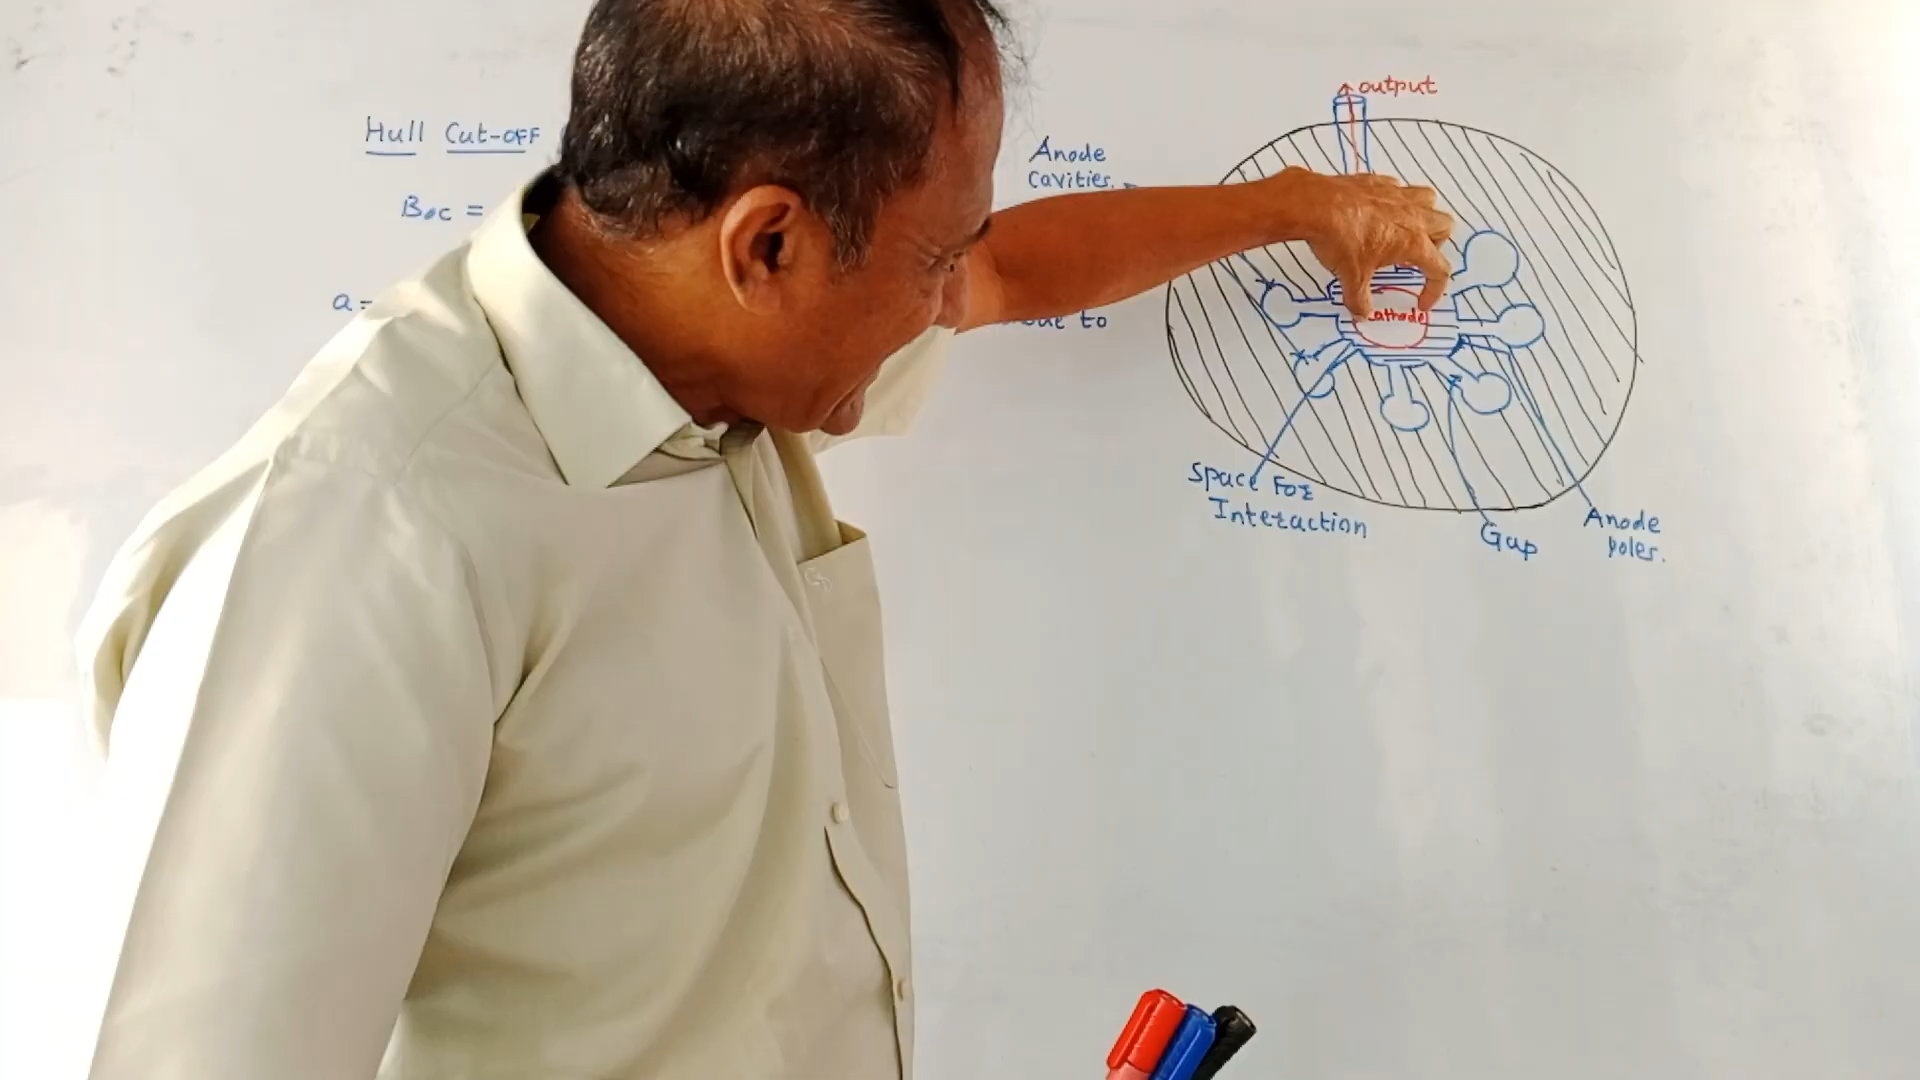 Hull Cut-off
Boc =
a =
output
Anode
Cavities.
to
Cathode
Space For
Interaction
Gap
Anode
Poles.